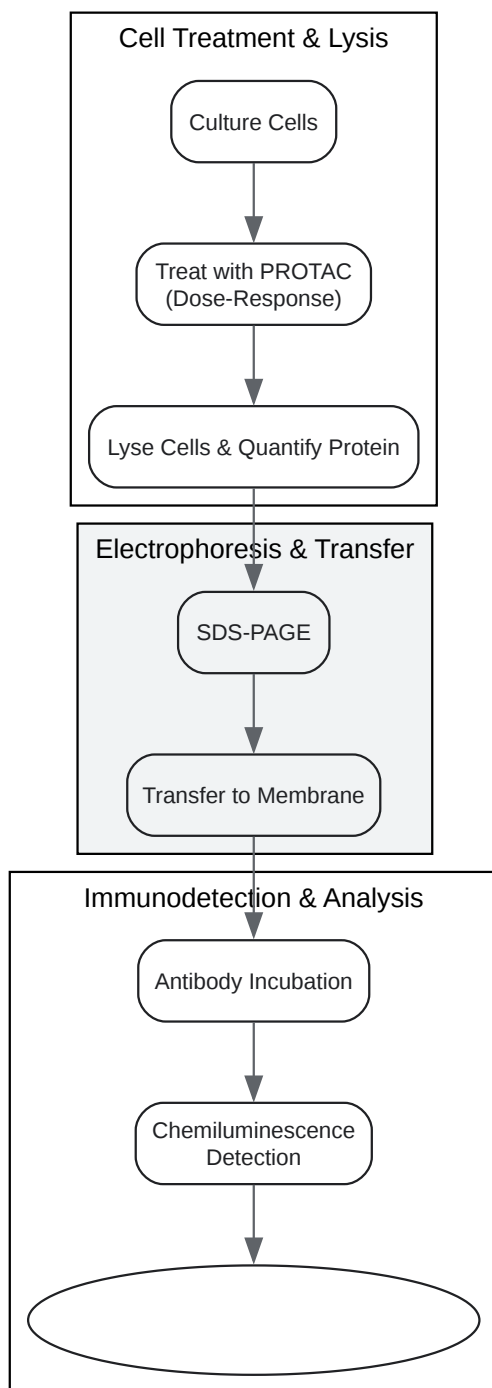 Cell Treatment & Lysis
Culture Cells
Treat with PROTAC
(Dose-Response)
Lyse Cells & Quantify Protein
Electrophoresis & Transfer
SDS-PAGE
Transfer to Membrane
Immunodetection & Analysis
Antibody Incubation
Chemiluminescence
Detection